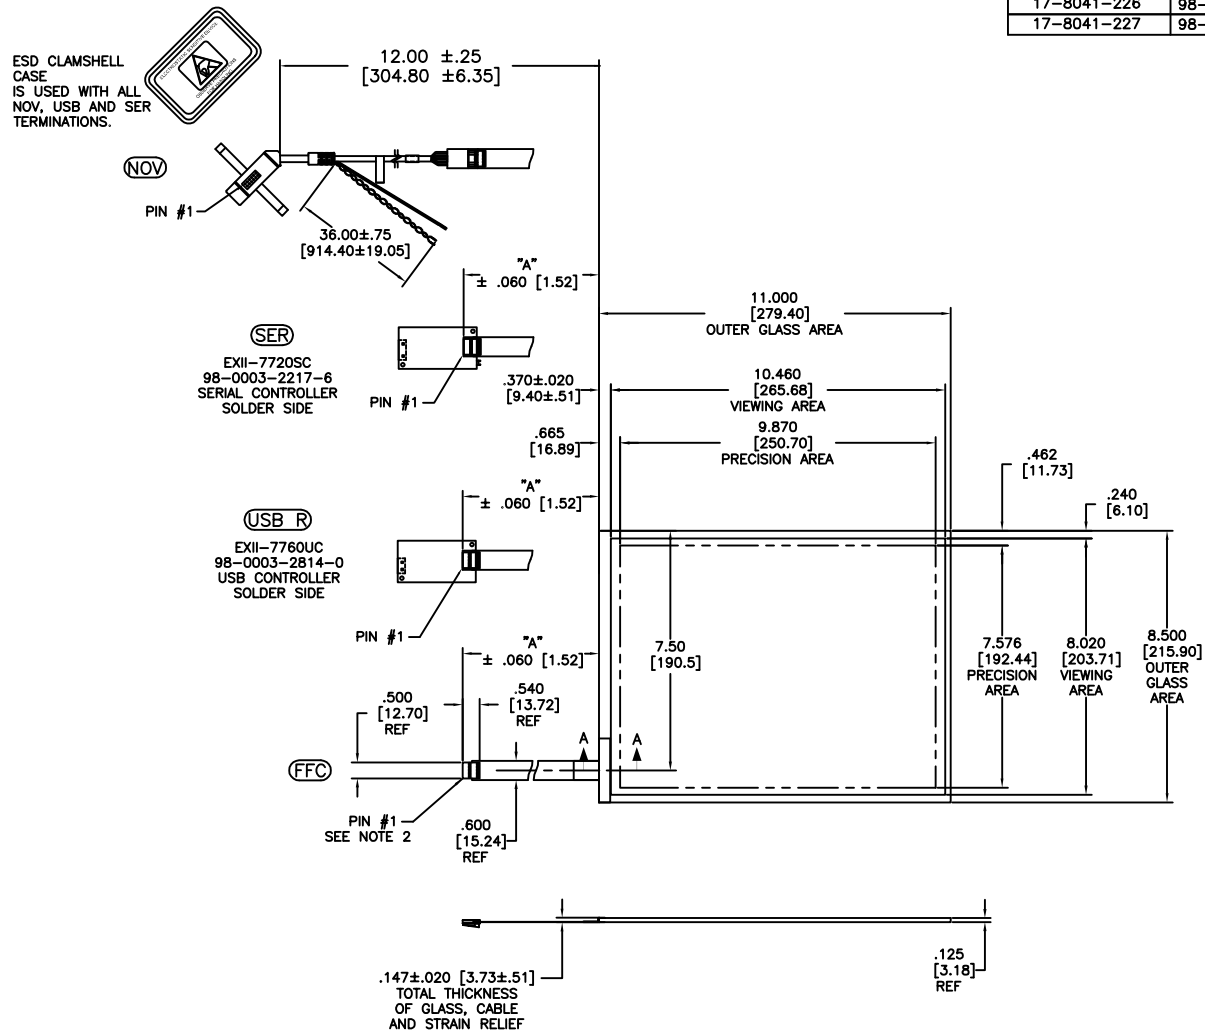 17-8041-226 98-
17-8041-227 98-
ESD CLAMSHELL
CASE
IS USED WITH ALL
NOV, USB AND SER
TERMINATIONS.
12.00 ±.25
[304.80 ±6.35]
NOV
PIN #1
36.00±.75
[914.40±19.05]
"A"
± .060 [1.52]
SER
EXII-7720SC
98-0003-2217-6
SERIAL CONTROLLER
SOLDER SIDE
PIN #1
11.000
[279.40]
OUTER GLASS AREA
.370±.020
[9.40±.51]
10.460
[265.68]
VIEWING AREA
.665
[16.89]
9.870
[250.70]
PRECISION AREA
.462
[11.73]
.240
[6.10]
"A"
± .060 [1.52]
USB R
EXII-7760UC
98-0003-2814-0
USB CONTROLLER
SOLDER SIDE
PIN #1
"A"
± .060 [1.52]
7.50
[190.5]
7.576
[192.44]
PRECISION
AREA
8.020
[203.71]
VIEWING
AREA
8.500
[215.90]
OUTER
GLASS
AREA
.500
[12.70]
REF
.540
[13.72]
REF
A A
FFC
PIN #1
SEE NOTE 2
.600
[15.24]
REF
.147±.020 [3.73±.51]
TOTAL THICKNESS
OF GLASS, CABLE
AND STRAIN RELIEF
.125
[3.18]
REF